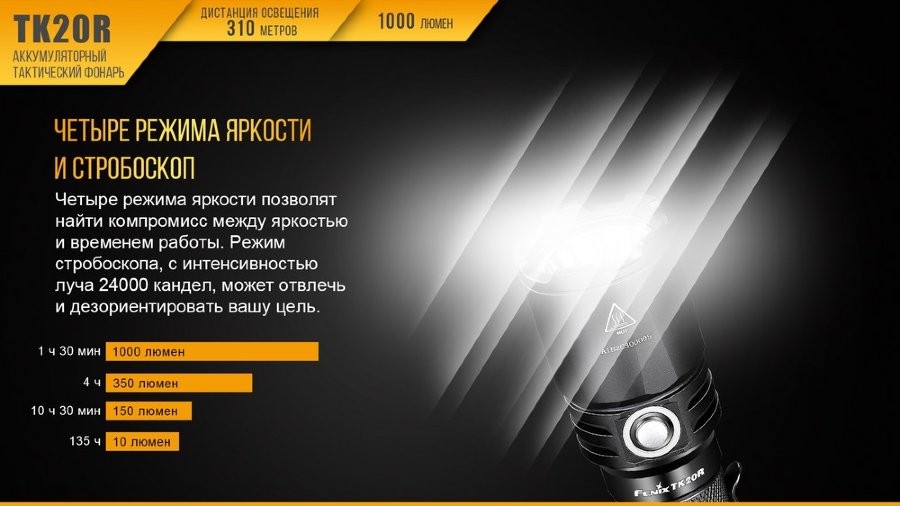 TK20R
АККУМУЛЯТОРНЫЙ
ТАКТИЧЕСКИЙ ФОНАРЬ
ДИСТАНЦИЯ ОСВЕЩЕНИЯ
310 МЕТРОВ
1000 ЛЮМЕН
ЧЕТЫРЕ РЕЖИМА ЯРКОСТИ
И СТРОБОСКОП
Четыре режима яркости позволят
найти компромисс между яркостью
и временем работы. Режим
стробоскопа, с интенсивностью
луча 24000 кандел, может отвлечь
и дезориентировать вашу цель.
1 ч 30 мин 1000 люмен
4 ч 350 люмен
10 ч 30 мин 150 люмен
135 ч 10 люмен
HOT
FENIX TK20R